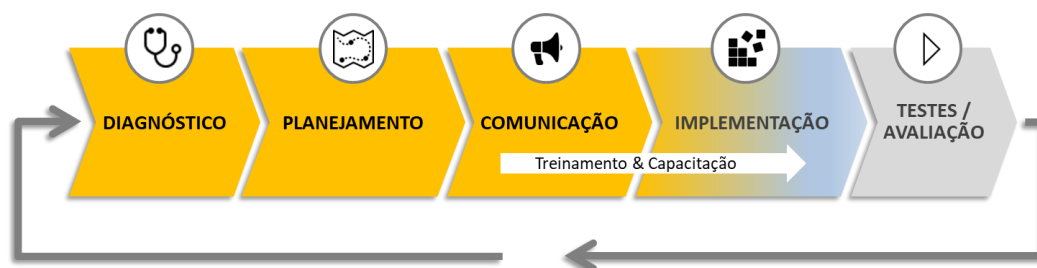 DIAGNÓSTICO
PLANEJAMENTO
COMUNICAÇÃO
IMPLEMENTAÇÃO
TESTES /
AVALIAÇÃO
Treinamento & Capacitação